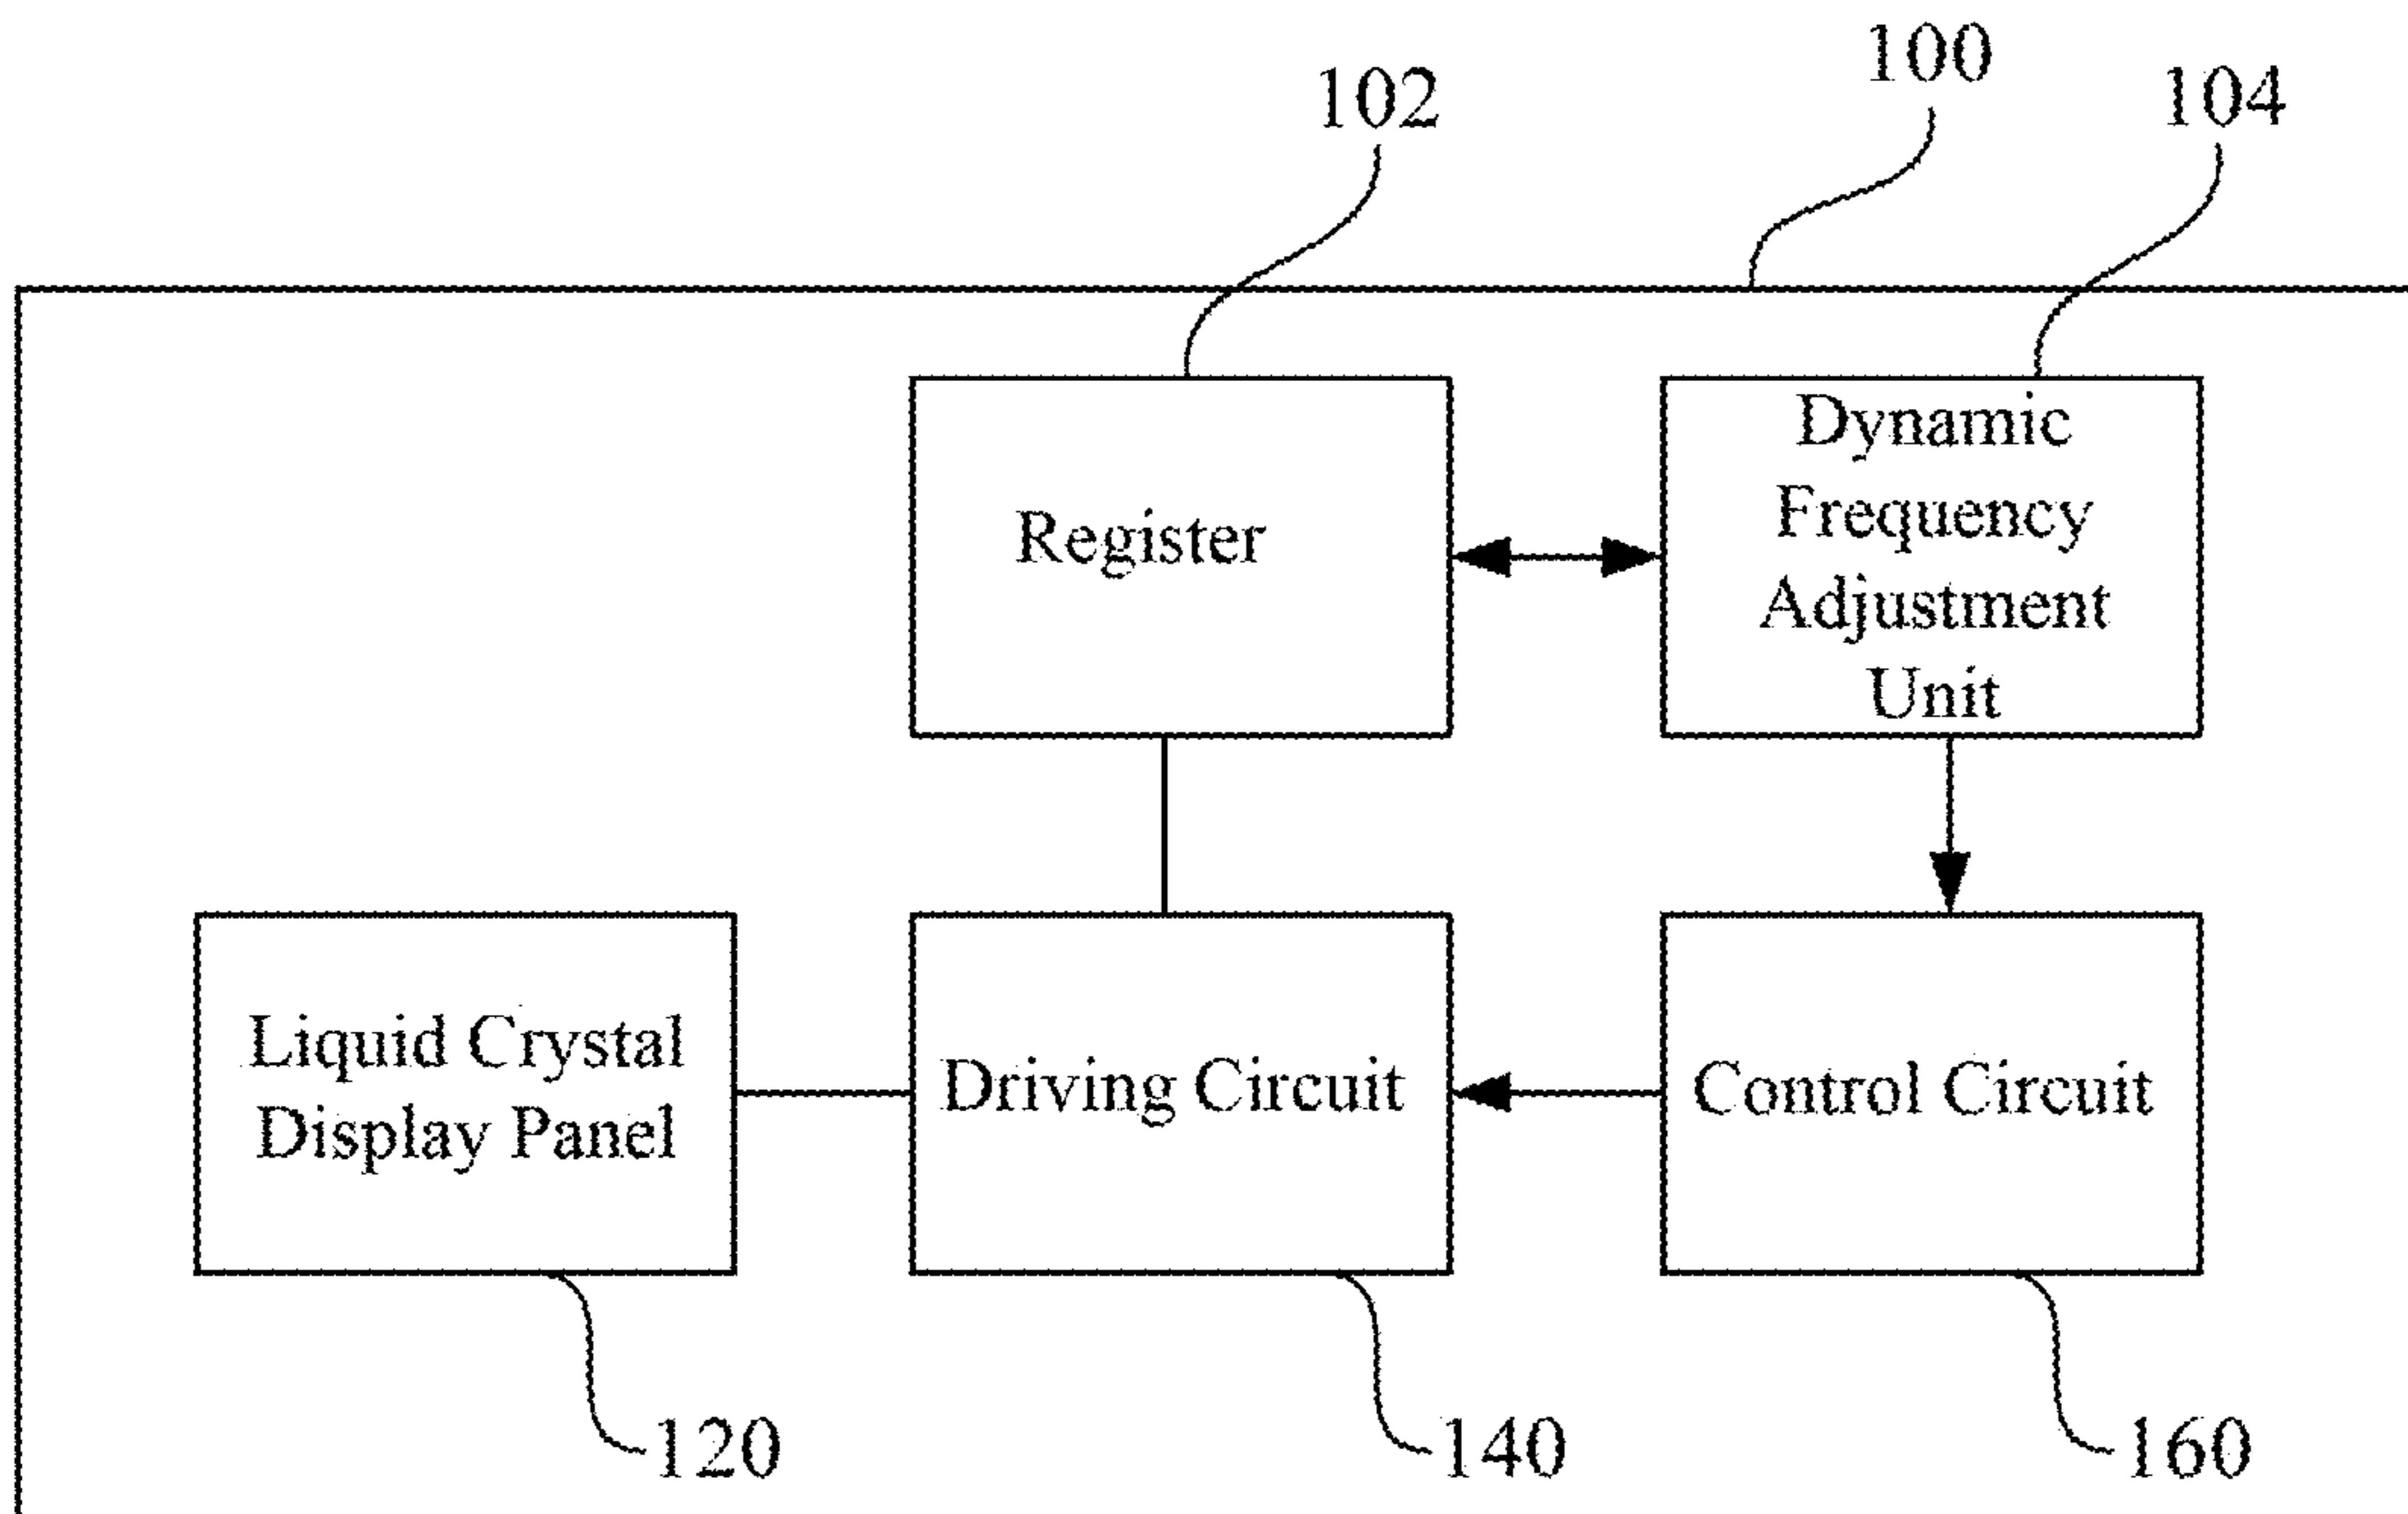 100
102
104
Register
Dynamic
Frequency
Adjustment
Unit
Liquid Crystal
Display Panel
Driving Circuit
Control Circuit
120
140
160